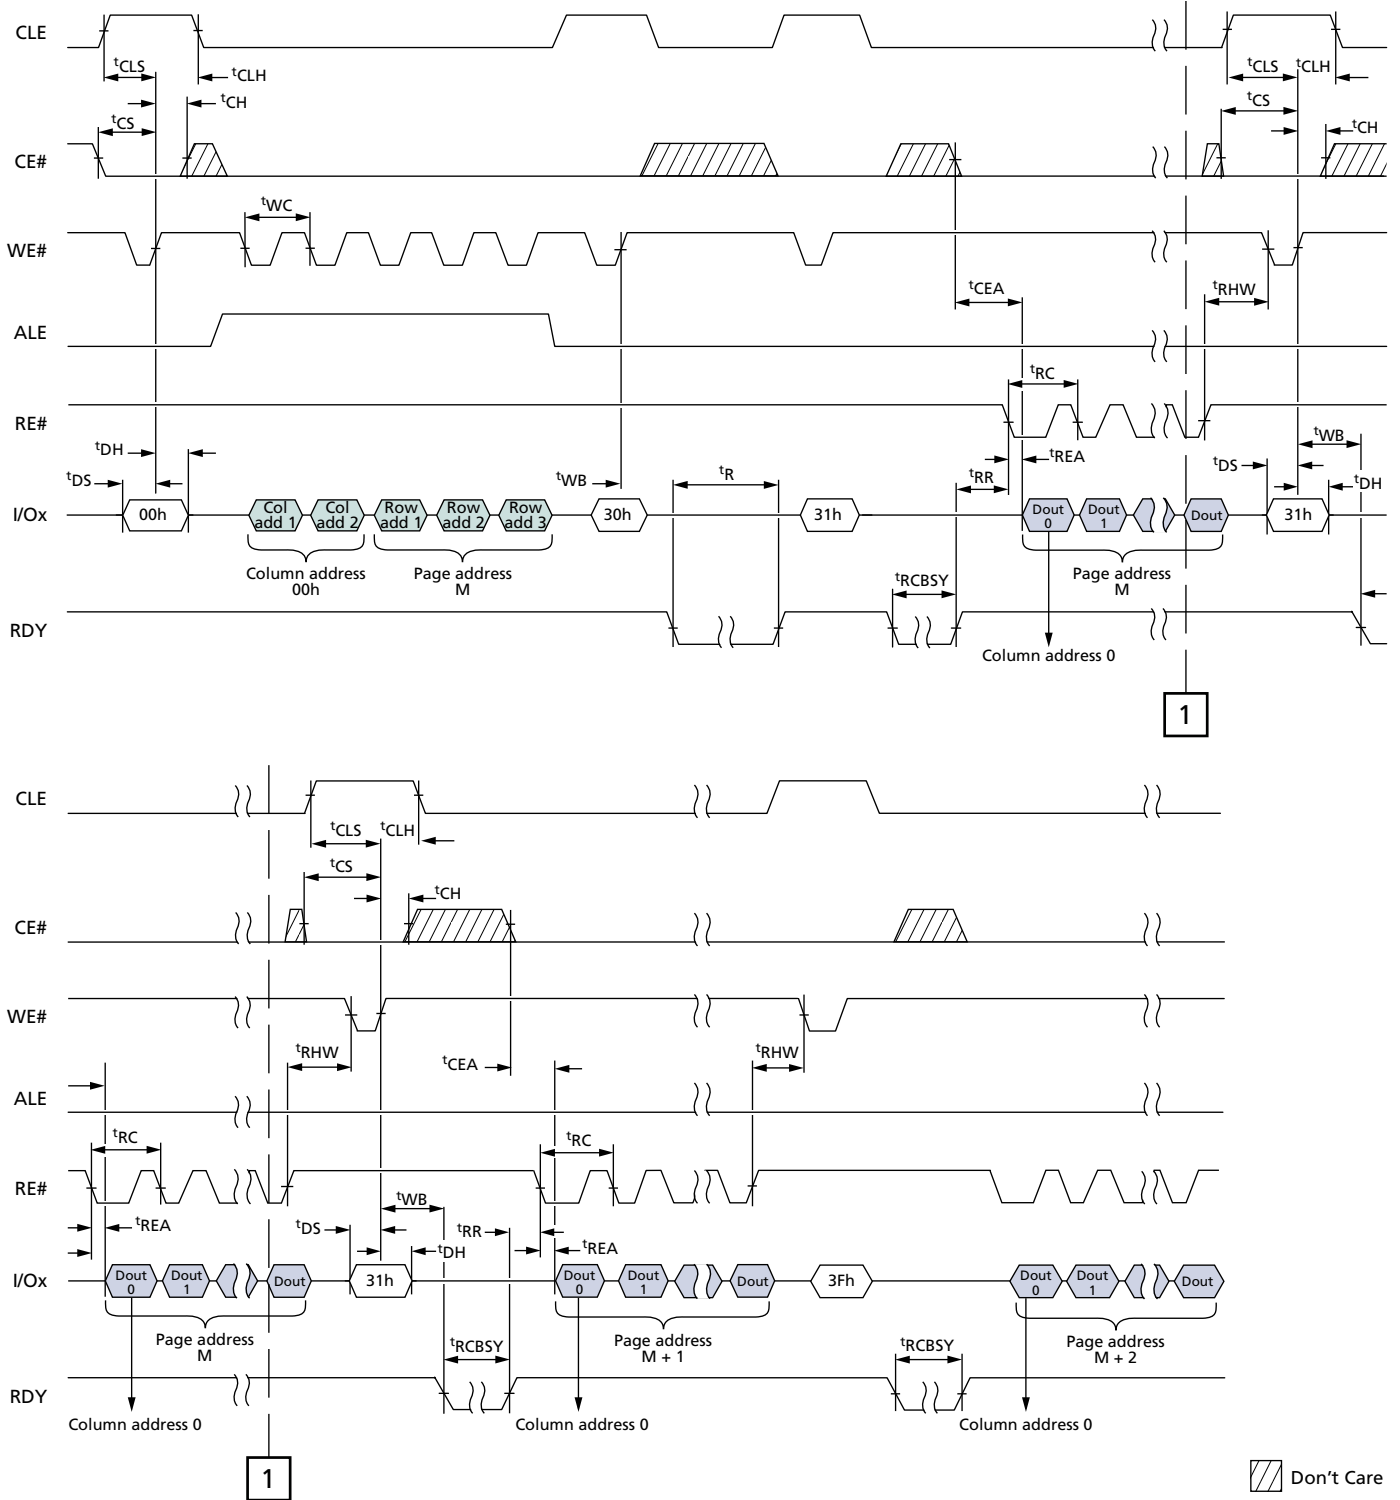 CLE
tCLS
tCLH
tCLS
tCLH
tCH
tCS
tCS
tCH
CE#
tWC
WE#
tCEA
tRHW
ALE
tRC
RE#
tDH
tWB
tREA
tDS
tWB
tR
tRR
tDS
tDH
I/Ox
00h
Col add 1
Col add 2
Row add 1
Row add 2
Row add 3
30h
31h
Dout 0
Dout 1
Dout
31h
Column address
00h
Page address
M
tRCBSY
Page address
M
RDY
Column address 0
1
CLE
tCLS
tCLH
tCS
tCH
CE#
WE#
tRHW
tCEA
tRHW
ALE
tRC
tRC
RE#
tREA
tWB
tDS
tRR
tDH
tREA
I/Ox
Dout 0
Dout 1
Dout
31h
Dout 0
Dout 1
Dout
3Fh
Dout 0
Dout 1
Dout
Page address
M
tRCBSY
Page address
M + 1
tRCBSY
Page address
M + 2
RDY
Column address 0
Column address 0
Column address 0
1
Don't Care